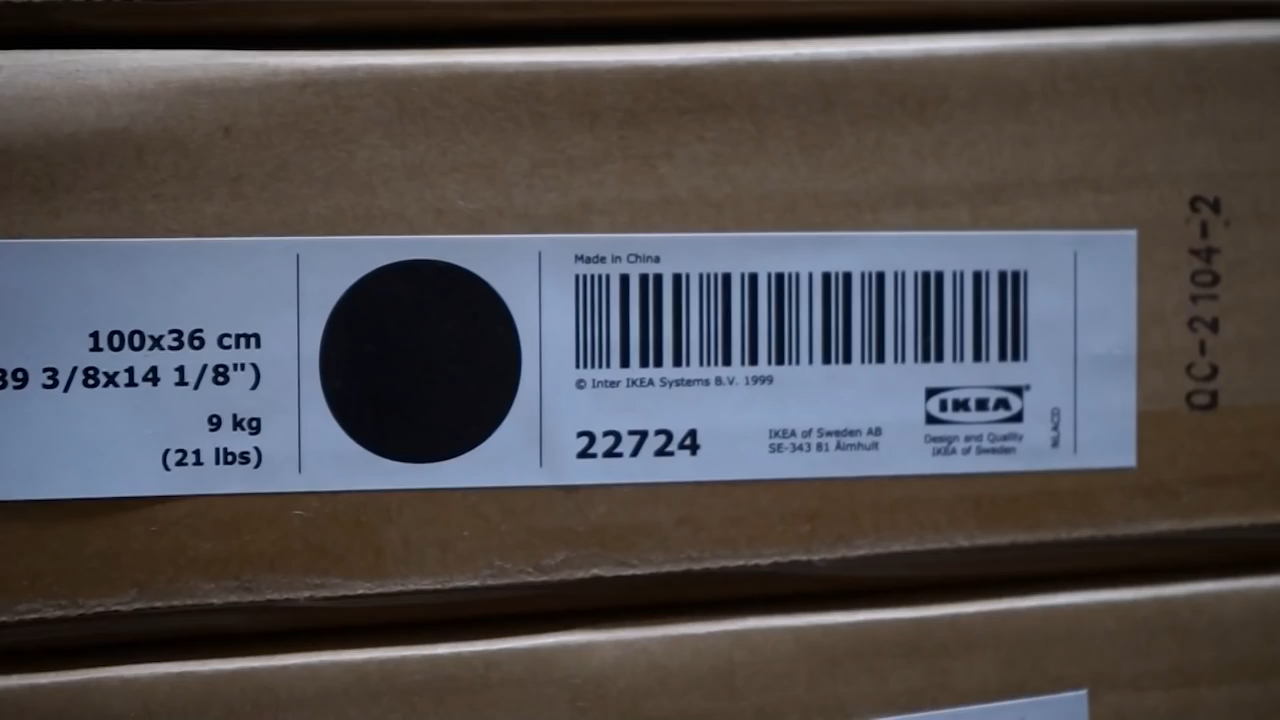 100x36 cm
39 3/8x14 1/8")
9 kg
(21 lbs)
Made in China
© Inter IKEA Systems B.V. 1999
22724
IKEA of Sweden AB
SE-343 81 Älmhult
IKEA®
Design and Quality
IKEA of Sweden
QC-2104-2